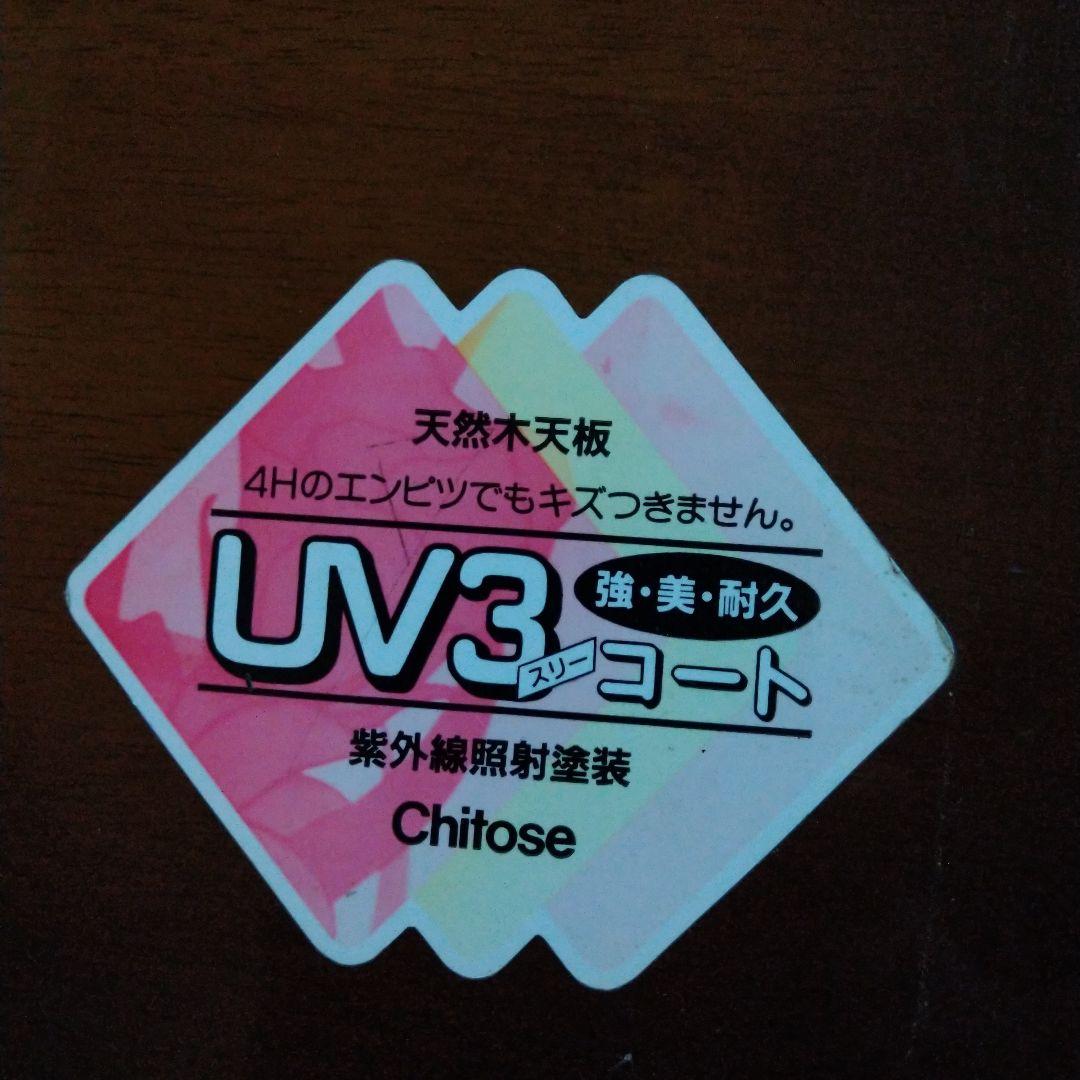 天然木天板
4Hのエンピツでもキズつきません。
UV3 強・美・耐久
スリー コート
紫外線照射塗装
Chitose